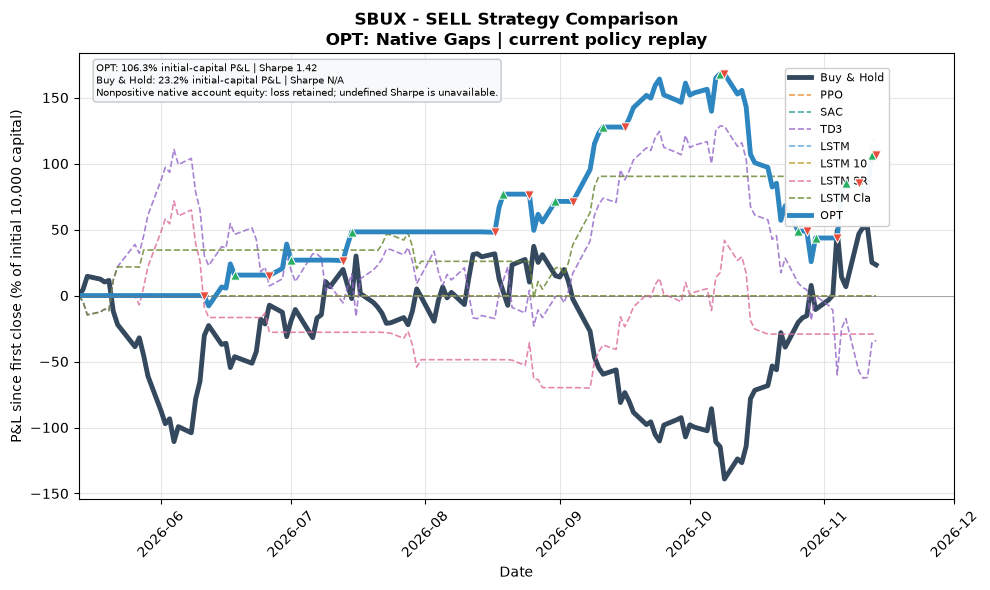 SBUX - SELL Strategy Comparison
OPT: Native Gaps | current policy replay
OPT: 106.3% initial-capital P&L | Sharpe 1.42
Buy & Hold: 23.2% initial-capital P&L | Sharpe N/A
Nonpositive native account equity: loss retained; undefined Sharpe is unavailable.
Buy & Hold
PPO
SAC
TD3
LSTM
LSTM 10
LSTM SR
LSTM Cla
OPT
P&L since first close (% of initial 10,000 capital)
150
100
50
0
−50
−100
−150
2026-06
2026-07
2026-08
2026-09
2026-10
2026-11
2026-12
Date